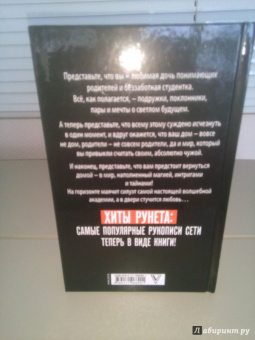 Представьте, что вы – любимая дочь понимающих
родителей и беззаботная студентка.
Всё, как полагается, – подружки, поклонники,
пары и мечты о светлом будущем.
А теперь представьте, что всему этому суждено исчезнуть
в один момент, и вдруг окажется, что ваш дом – вовсе
не дом, родители – не совсем родители, да и мир, который
вы привыкли считать своим, абсолютно чужой.
И наконец, представьте, что вам предстоит вернуться
домой – в мир, наполненный магией, интригами
и тайнами!
На горизонте маячит силуэт самой настоящей волшебной
академии, а в двери стучится любовь...
ХИТЫ РУНЕТА:
САМЫЕ ПОПУЛЯРНЫЕ РУКОПИСИ СЕТИ
ТЕПЕРЬ В ВИДЕ КНИГИ!
Лабиринт.ру